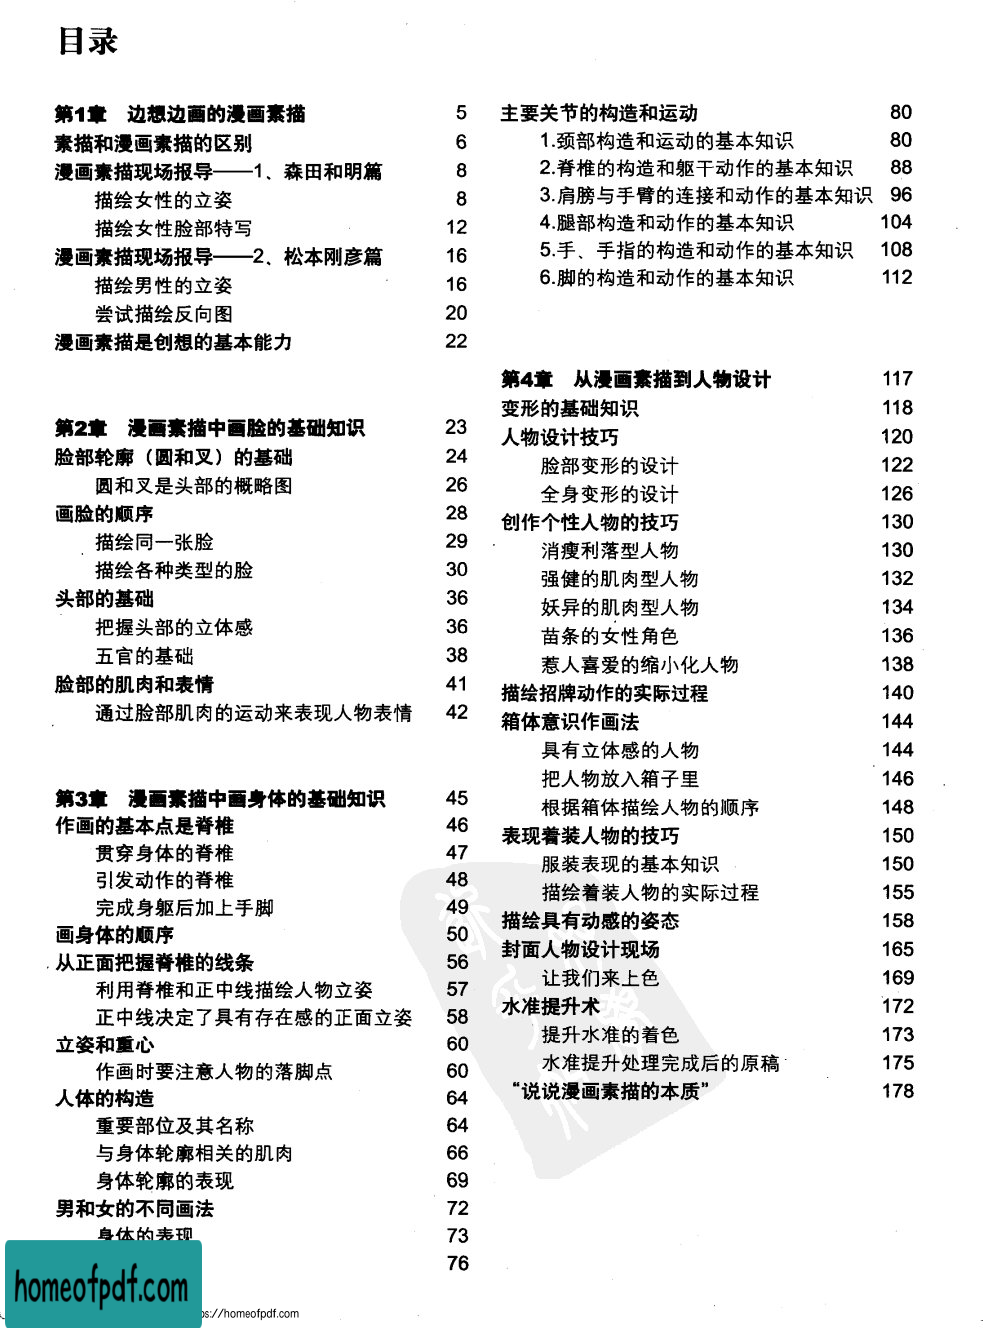 目录
第1章 边想边画的漫画素描 5
素描和漫画素描的区别 6
漫画素描现场报导——1、森田和明篇 8
描绘女性的立姿 8
描绘女性脸部特写 12
漫画素描现场报导——2、松本刚彦篇 16
描绘男性的立姿 16
尝试描绘反向图 20
漫画素描是创想的基本能力 22
第2章 漫画素描中画脸的基础知识 23
脸部轮廓（圆和叉）的基础 24
圆和叉是头部的概略图 26
画脸的顺序 28
描绘同一张脸 29
描绘各种类型的脸 30
头部的基础 36
把握头部的立体感 36
五官的基础 38
脸部的肌肉和表情 41
通过脸部肌肉的运动来表现人物表情 42
第3章 漫画素描中画身体的基础知识 45
作画的基本点是脊椎 46
贯穿身体的脊椎 47
引发动作的脊椎 48
完成身躯后加上手脚 49
画身体的顺序 50
从正面把握脊椎的线条 56
利用脊椎和正中线描绘人物立姿 57
正中线决定了具有存在感的正面立姿 58
立姿和重心 60
作画时要注意人物的落脚点 60
人体的构造 64
重要部位及其名称 64
与身体轮廓相关的肌肉 66
身体轮廓的表现 69
男和女的不同画法 72
身体的表现 73
76
主要关节的构造和运动 80
1.颈部构造和运动的基本知识 80
2.脊椎的构造和躯干动作的基本知识 88
3.肩膀与手臂的连接和动作的基本知识 96
4.腿部构造和动作的基本知识 104
5.手、手指的构造和动作的基本知识 108
6.脚的构造和动作的基本知识 112
第4章 从漫画素描到人物设计 117
变形的基础知识 118
人物设计技巧 120
脸部变形的设计 122
全身变形的设计 126
创作个性人物的技巧 130
消瘦利落型人物 130
强健的肌肉型人物 132
妖异的肌肉型人物 134
苗条的女性角色 136
惹人喜爱的缩小化人物 138
描绘招牌动作的实际过程 140
箱体意识作画法 144
具有立体感的人物 144
把人物放入箱子里 146
根据箱体描绘人物的顺序 148
表现着装人物的技巧 150
服装表现的基本知识 150
描绘着装人物的实际过程 155
描绘具有动感的姿态 158
封面人物设计现场 165
让我们来上色 169
水准提升术 172
提升水准的着色 173
水准提升处理完成后的原稿 175
“说说漫画素描的本质” 178
homeofpdf.com
ps://homeofpdf.com